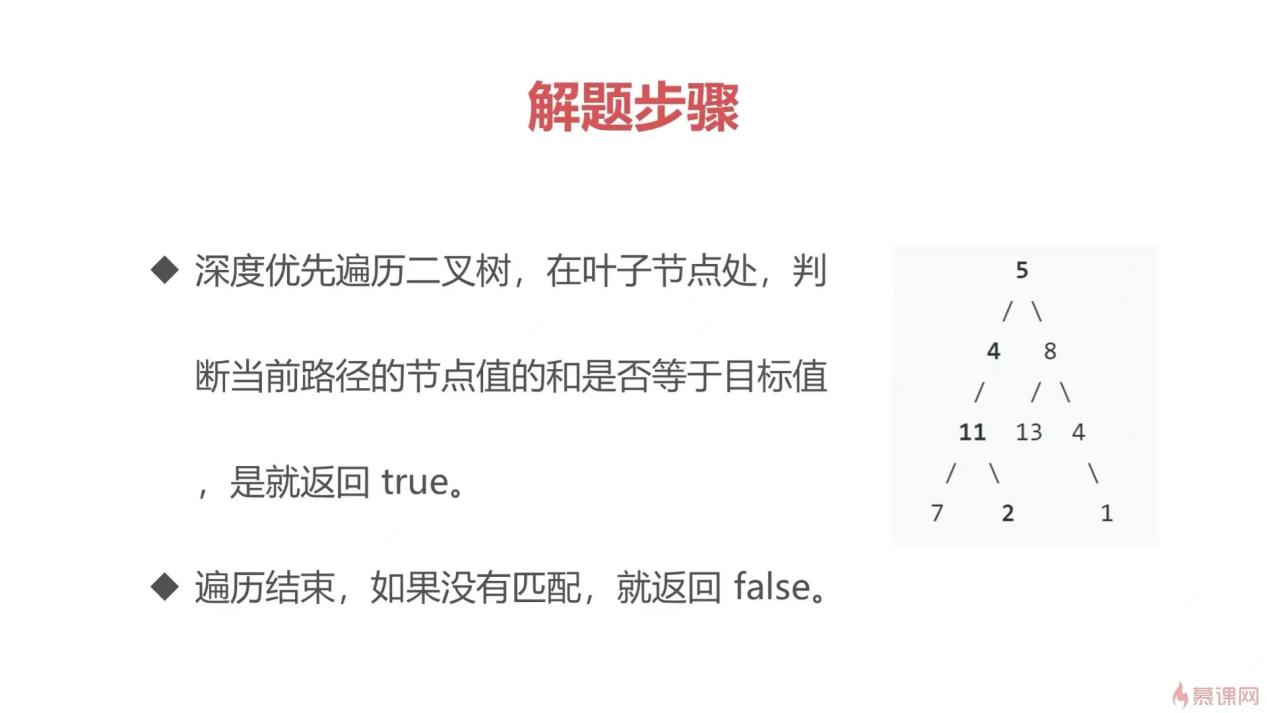 解题步骤
◆ 深度优先遍历二叉树，在叶子节点处，判
断当前路径的节点值的和是否等于目标值
，是就返回 true。
◆ 遍历结束，如果没有匹配，就返回 false。
5
/ \
4 8
/ / \
11 13 4
/ \ \
7 2 1
慕课网